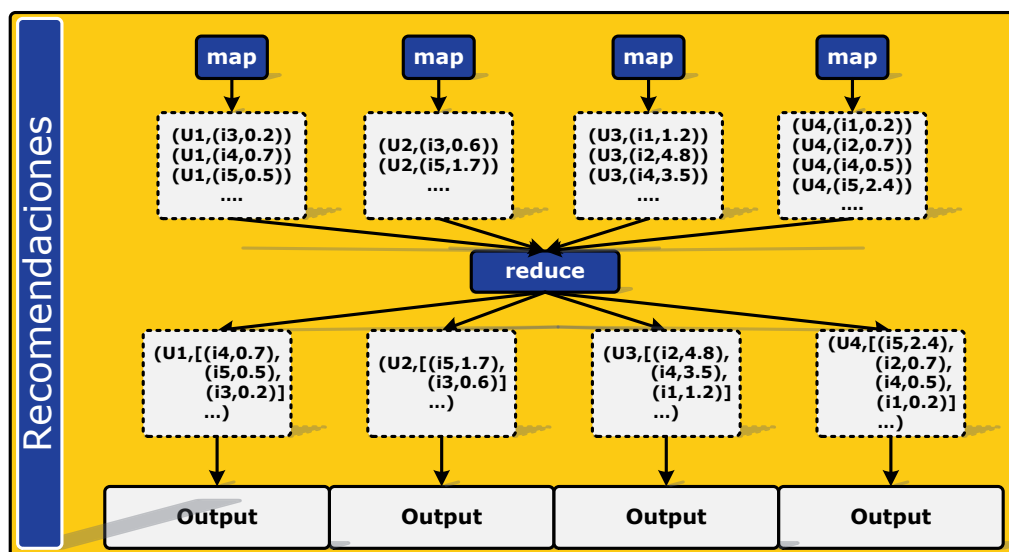 Recomendaciones
map
map
map
map
(U1,(i3,0.2))
(U1,(i4,0.7))
(U1,(i5,0.5))
....
(U2,(i3,0.6))
(U2,(i5,1.7))
....
(U3,(i1,1.2))
(U3,(i2,4.8))
(U3,(i4,3.5))
....
(U4,(i1,0.2))
(U4,(i2,0.7))
(U4,(i4,0.5))
(U4,(i5,2.4))
....
reduce
(U1,[(i4,0.7),
(i5,0.5),
(i3,0.2)]
...)
(U2,[(i5,1.7),
(i3,0.6)]
...)
(U3,[(i2,4.8),
(i4,3.5),
(i1,1.2)]
...)
(U4,[(i5,2.4),
(i2,0.7),
(i4,0.5),
(i1,0.2)]
...)
Output
Output
Output
Output